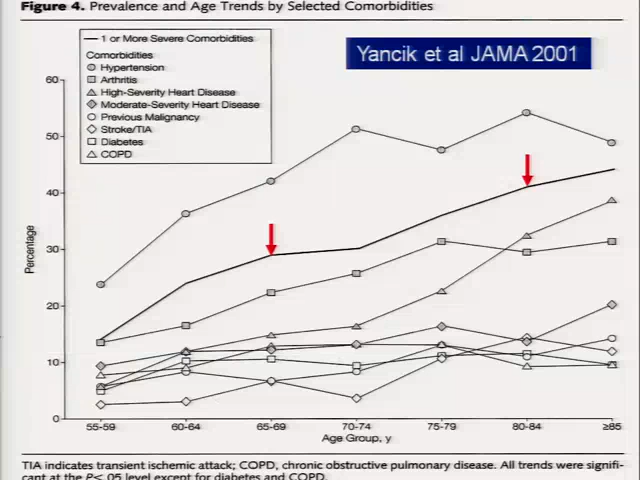 Figure 4. Prevalence and Age Trends by Selected Comorbidities
Yancik et al JAMA 2001
1 or More Severe Comorbidities
Comorbidities
Hypertension
Arthritis
High-Severity Heart Disease
Moderate-Severity Heart Disease
Previous Malignancy
Stroke/TIA
Diabetes
COPD
60
50
40
30
20
10
0
Percentage
55-59 60-64 65-69 70-74 75-79 80-84 ≥85
Age Group, y
TIA indicates transient ischemic attack; COPD, chronic obstructive pulmonary disease. All trends were signifi-
cant at the P<.05 level except for diabetes and COPD.